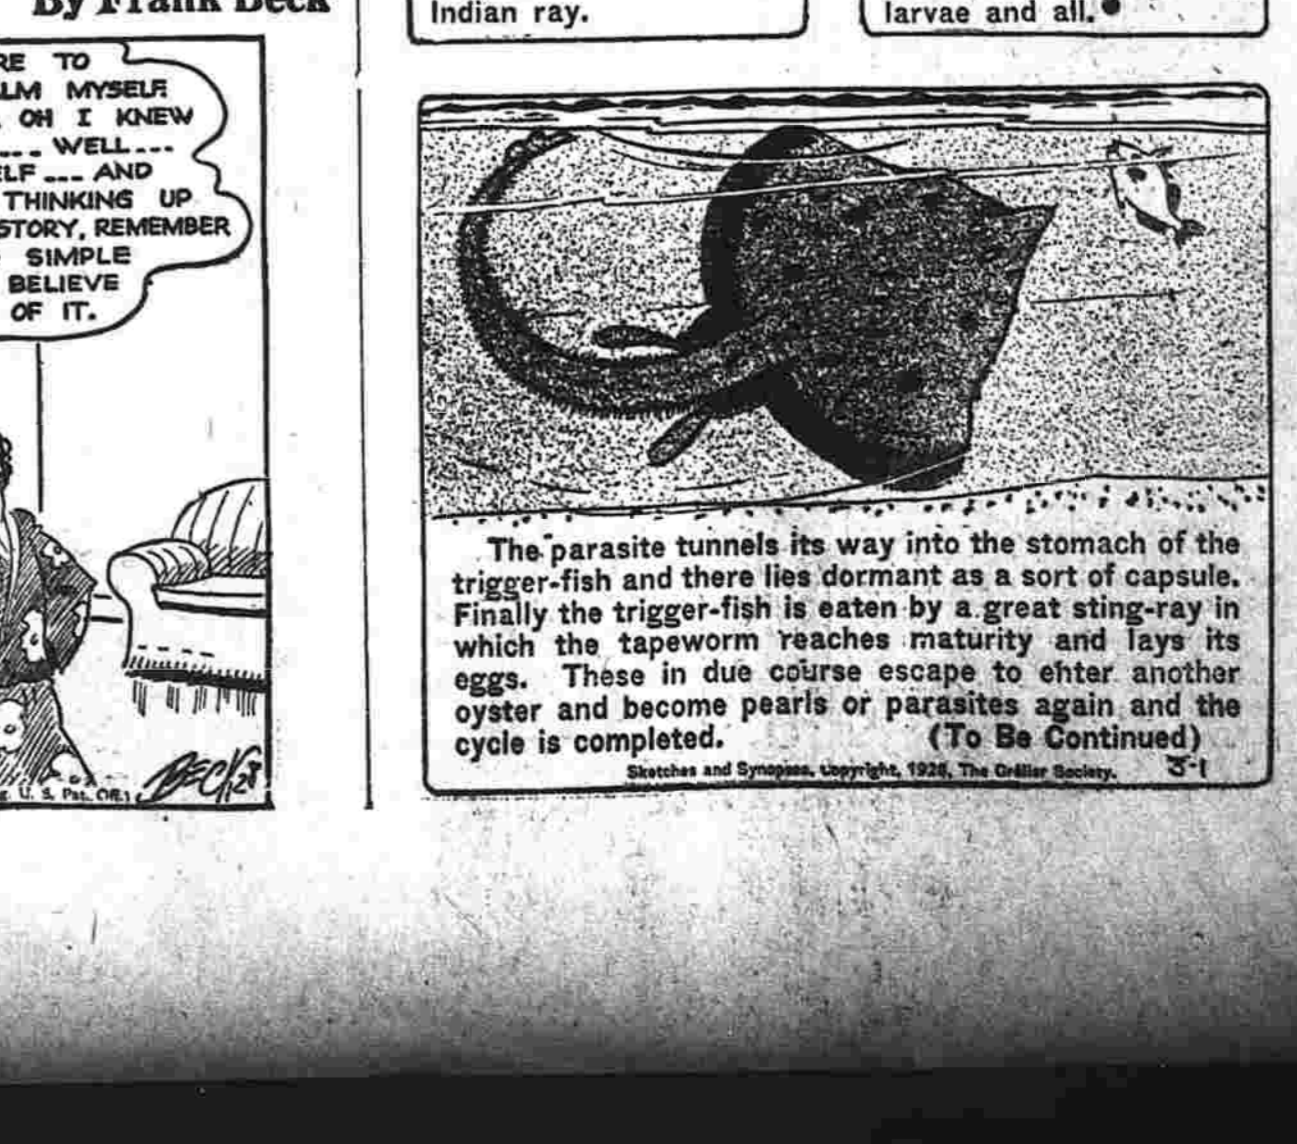 By Frank Beck
RE TO
LM MYSELF
OH I KNEW
... WELL...
ELF ... AND
THINKING UP
STORY, REMEMBER
SIMPLE
BELIEVE
OF IT.
BECK 28
U. S. Pat. Off.)
Indian ray.
larvae and all.
The parasite tunnels its way into the stomach of the
trigger-fish and there lies dormant as a sort of capsule.
Finally the trigger-fish is eaten by a great sting-ray in
which the tapeworm reaches maturity and lays its
eggs. These in due course escape to enter another
oyster and become pearls or parasites again and the
cycle is completed. (To Be Continued)
Sketches and Synopses, Copyright, 1928, The Grolier Society. 3-1